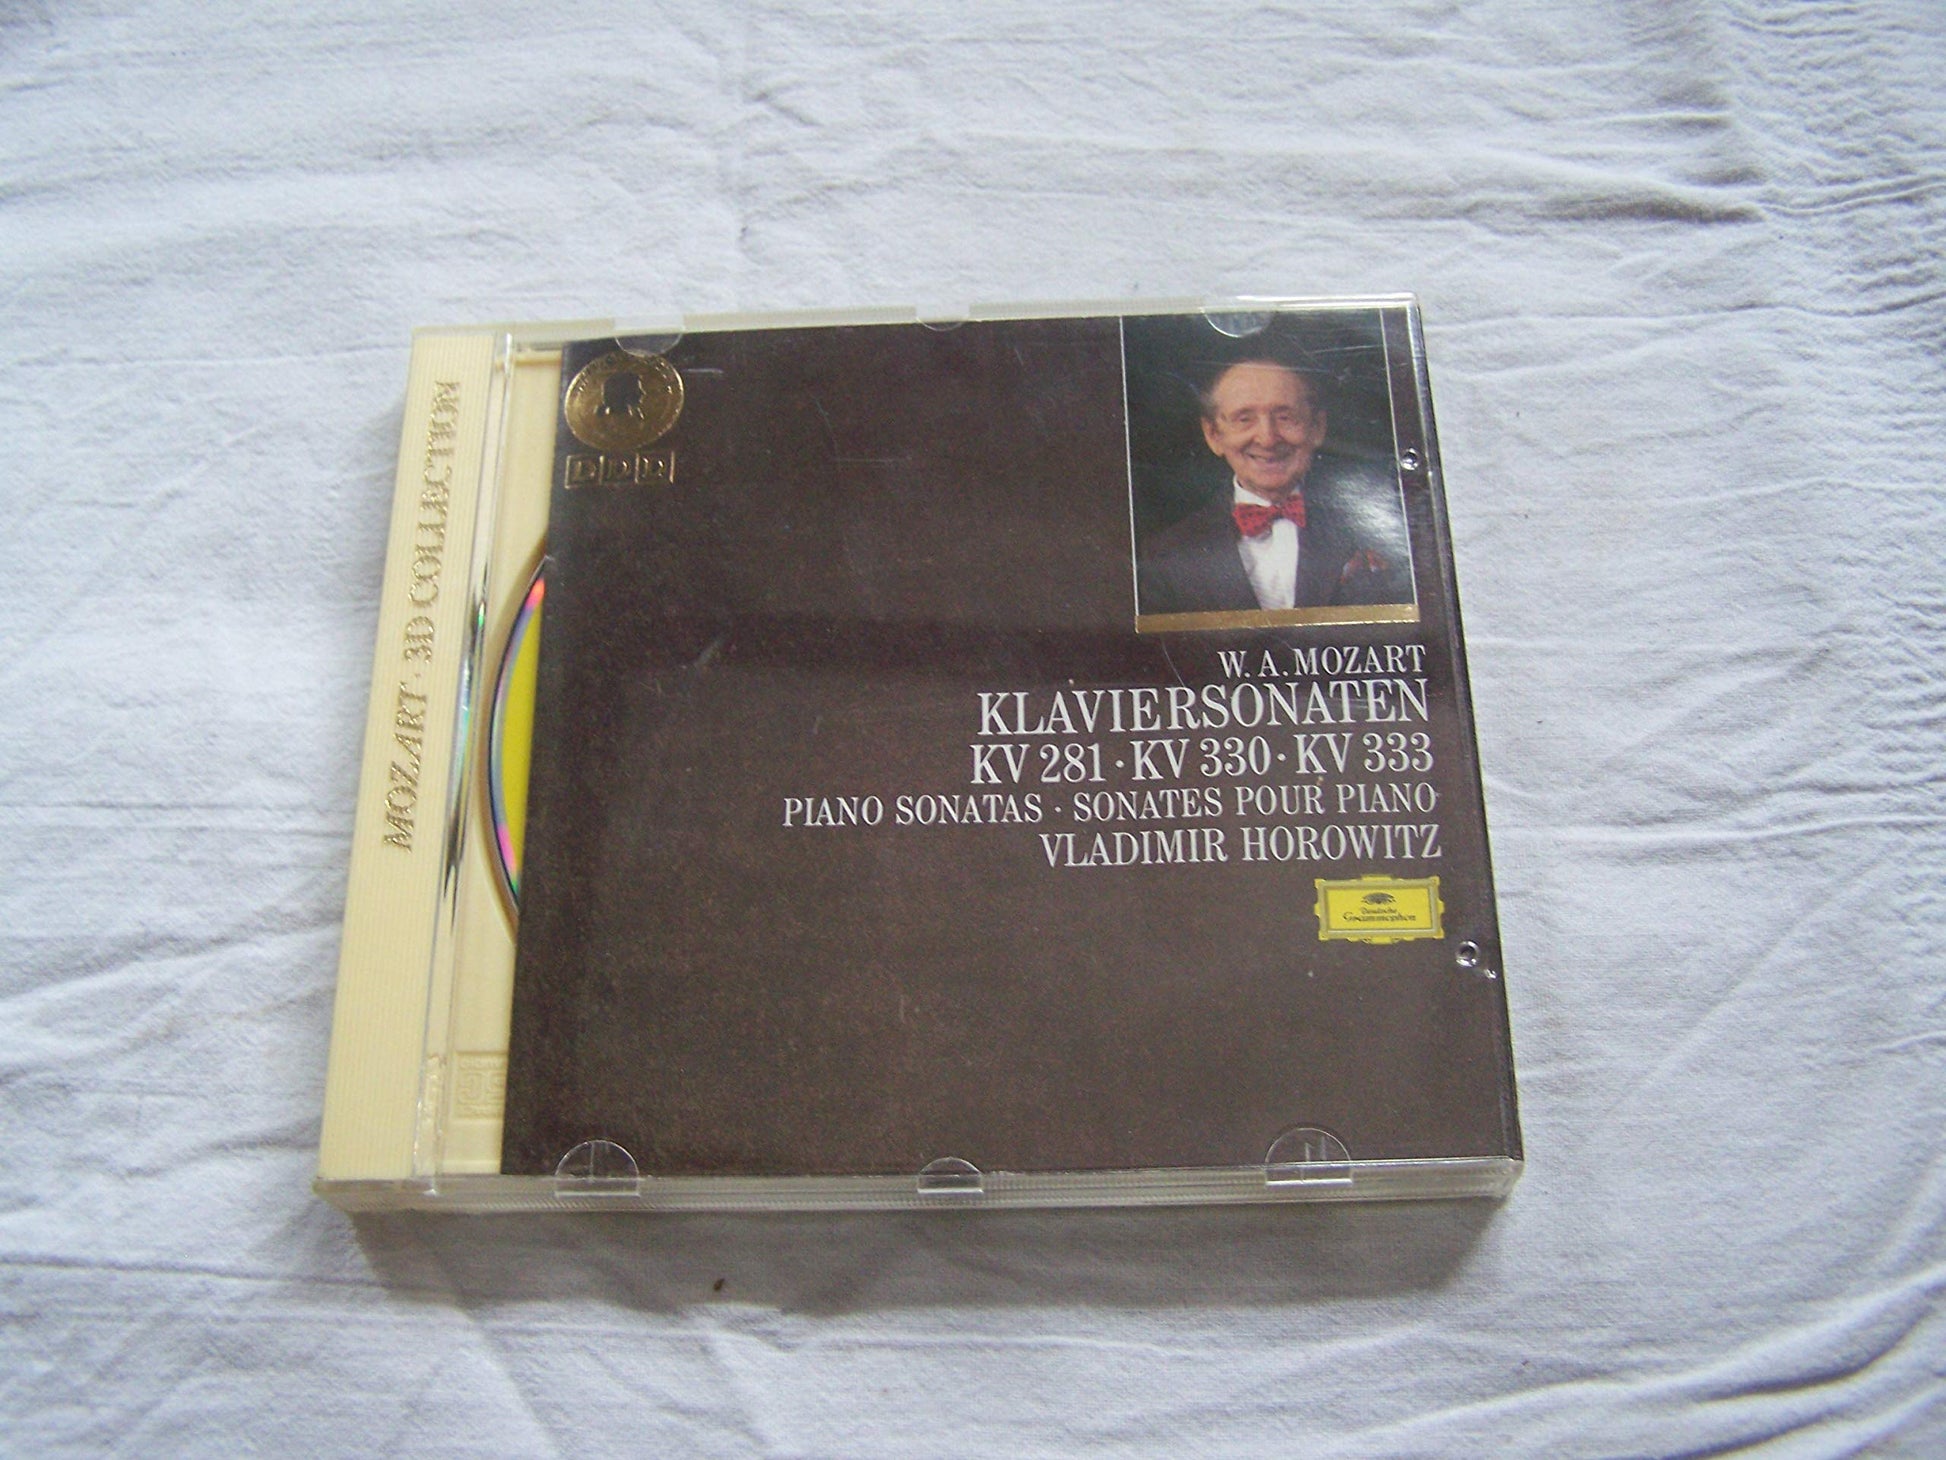 MOZART · 3D COLLECTION
DDD
W. A. MOZART
KLAVIERSONATEN
KV 281 · KV 330 · KV 333
PIANO SONATAS · SONATES POUR PIANO
VLADIMIR HOROWITZ
Deutsche
Grammophon